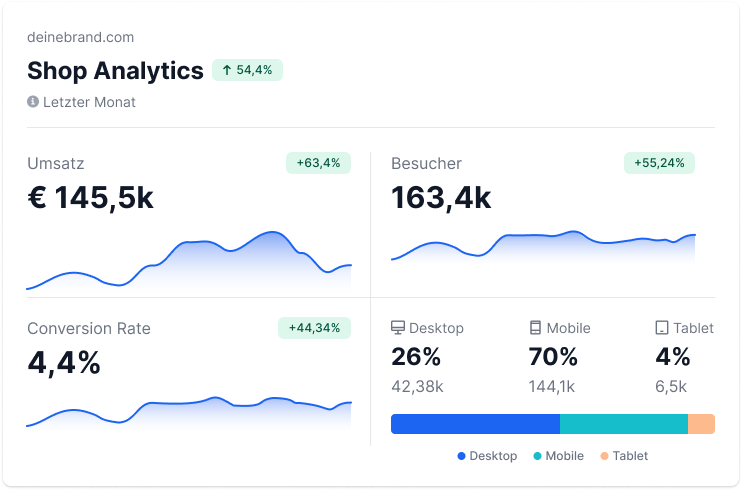 deinebrand.com
Shop Analytics ↑ 54,4%
Letzter Monat
Umsatz +63,4%
€ 145,5k
Besucher +55,24%
163,4k
Conversion Rate +44,34%
4,4%
Desktop Mobile Tablet
26% 70% 4%
42,38k 144,1k 6,5k
Desktop Mobile Tablet